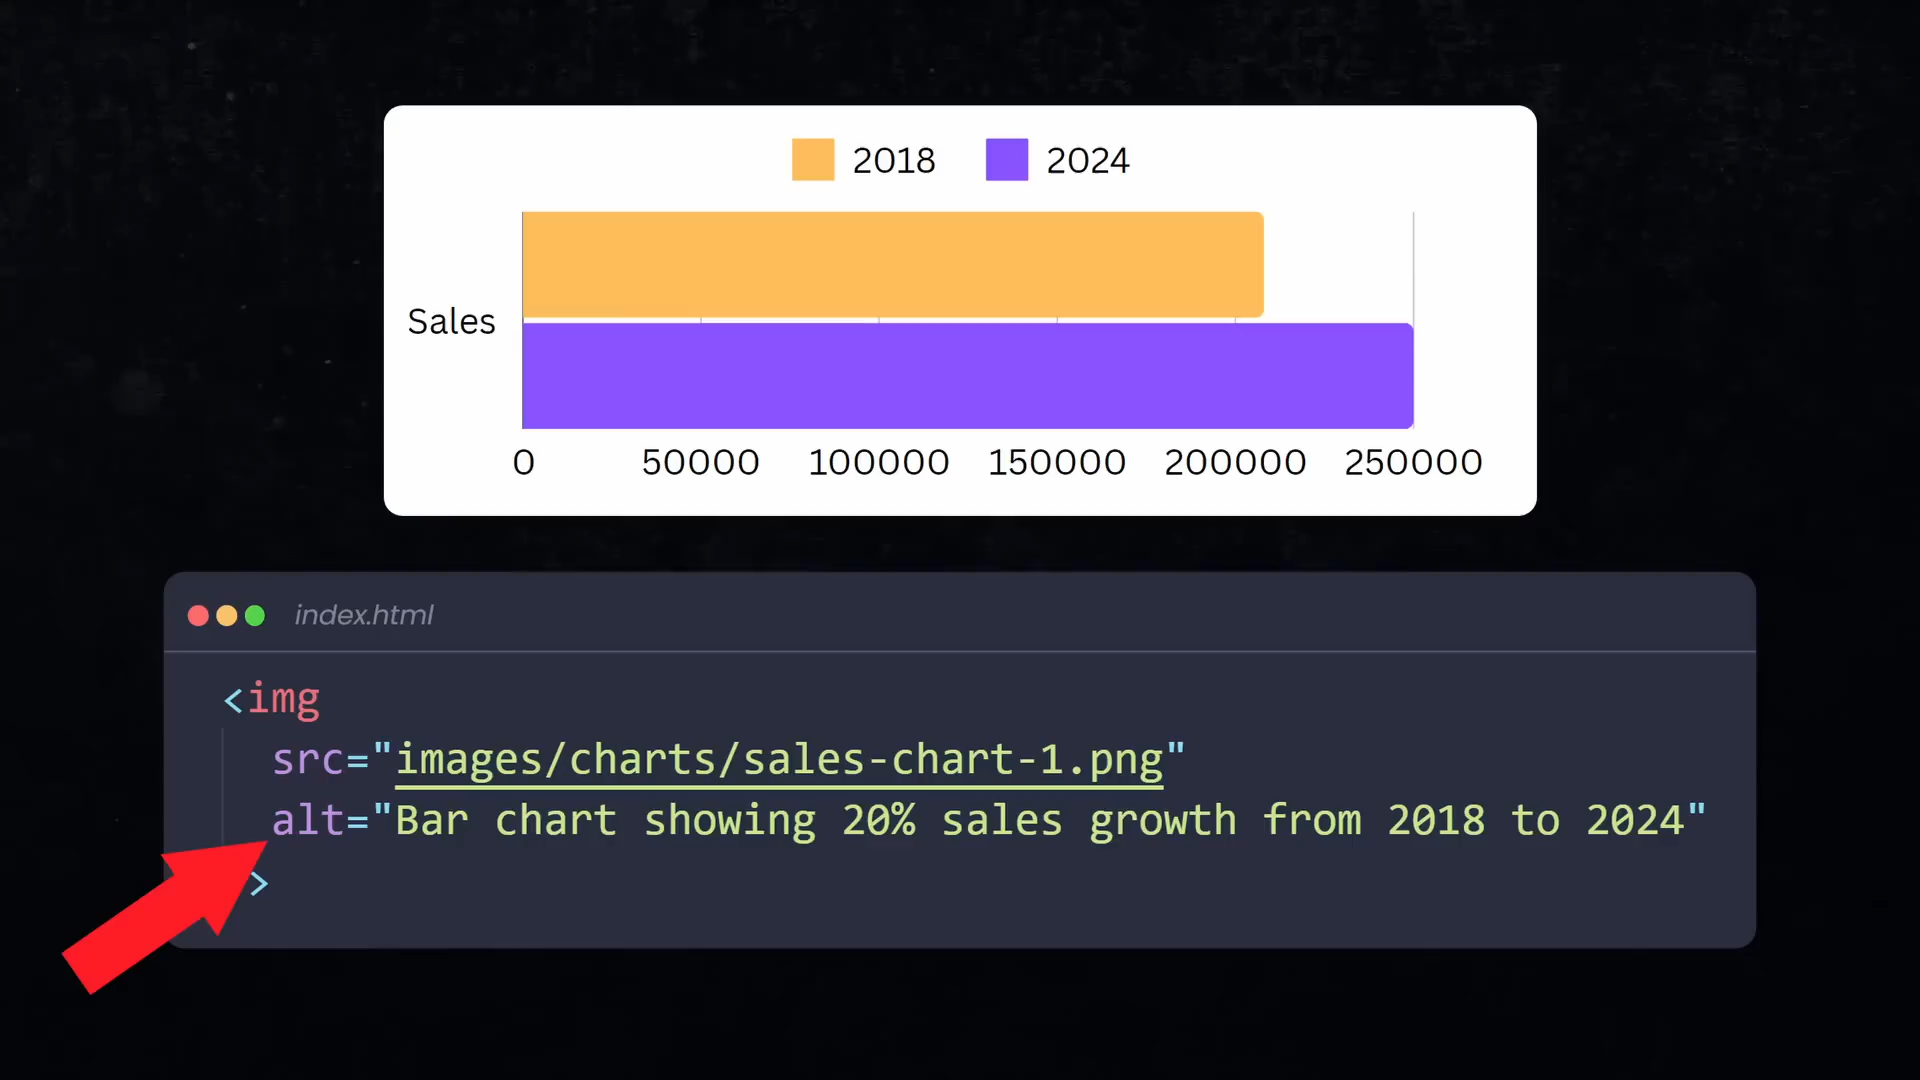 2018 2024
Sales
0 50000 100000 150000 200000 250000
index.html
<img
src="images/charts/sales-chart-1.png"
alt="Bar chart showing 20% sales growth from 2018 to 2024"
>